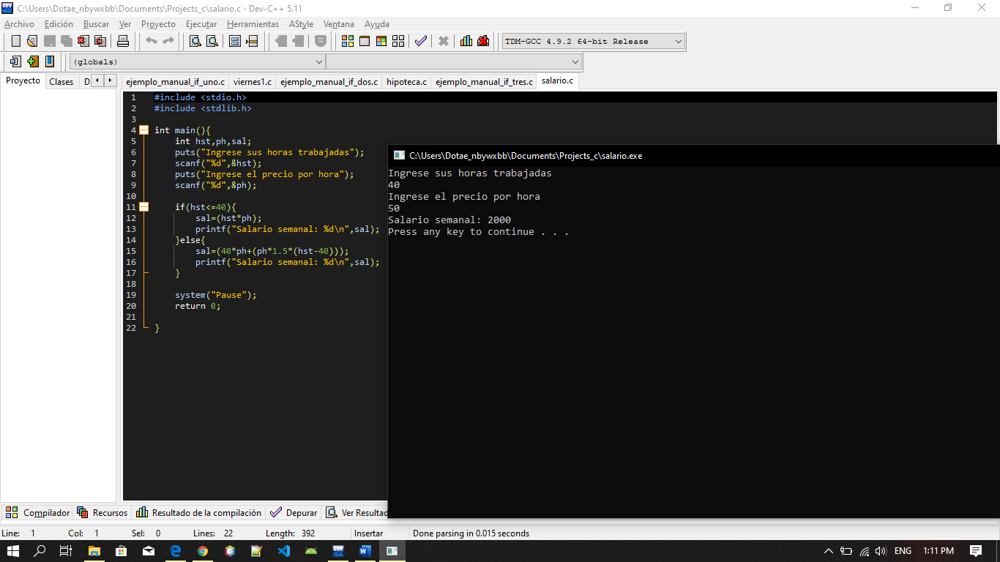 C:\Users\Dotae_nbywxbb\Documents\Projects_c\salario.c - Dev-C++ 5.11
Archivo Edición Buscar Ver Proyecto Ejecutar Herramientas AStyle Ventana Ayuda
TDM-GCC 4.9.2 64-bit Release
(globals)
Proyecto Clases D
ejemplo_manual_if_uno.c viernes1.c ejemplo_manual_if_dos.c hipoteca.c ejemplo_manual_if_tres.c salario.c
1 #include <stdio.h>
2 #include <stdlib.h>
3
4 int main(){
5 int hst,ph,sal;
6 puts("Ingrese sus horas trabajadas");
7 scanf("%d",&hst);
8 puts("Ingrese el precio por hora");
9 scanf("%d",&ph);
10
11 if(hst<=40){
12 sal=(hst*ph);
13 printf("Salario semanal: %d\n",sal);
14 }else{
15 sal=(40*ph+(ph*1.5*(hst-40)));
16 printf("Salario semanal: %d\n",sal);
17 }
18
19 system("Pause");
20 return 0;
21
22 }
C:\Users\Dotae_nbywxbb\Documents\Projects_c\salario.exe
Ingrese sus horas trabajadas
40
Ingrese el precio por hora
50
Salario semanal: 2000
Press any key to continue . . .
Compilador Recursos Resultado de la compilación Depurar Ver Resultad
Line: 1 Col: 1 Sel: 0 Lines: 22 Length: 392 Insertar Done parsing in 0.015 seconds
ENG 1:11 PM